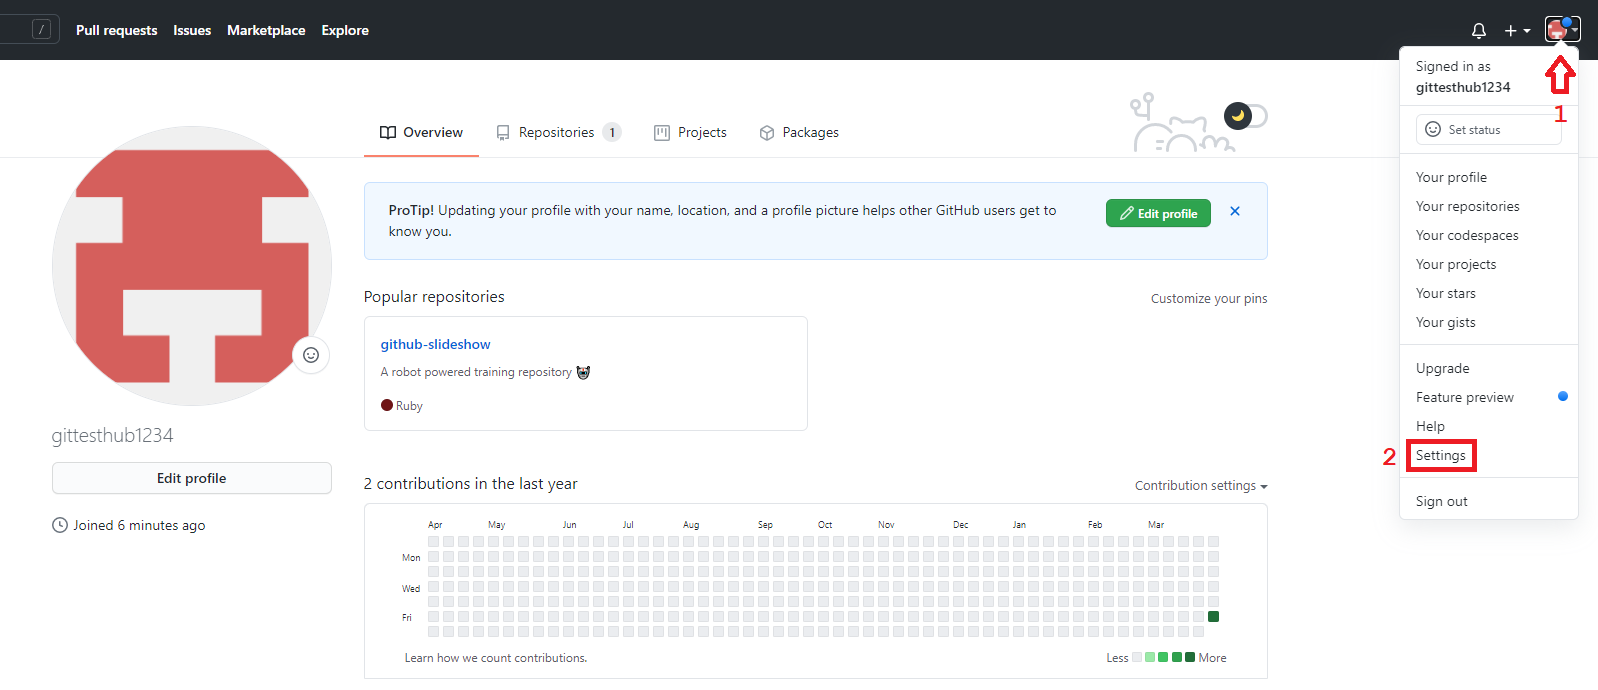 / Pull requests Issues Marketplace Explore
Signed in as
gittesthub1234
1
Set status
Overview Repositories 1 Projects Packages
Your profile
Your repositories
Your codespaces
Your projects
Your stars
Your gists
Upgrade
Feature preview
Help
2 Settings
Sign out
ProTip! Updating your profile with your name, location, and a profile picture helps other GitHub users get to
know you.
Edit profile
Popular repositories
Customize your pins
github-slideshow
A robot powered training repository
Ruby
gittesthub1234
Edit profile
Joined 6 minutes ago
2 contributions in the last year
Contribution settings
Apr May Jun Jul Aug Sep Oct Nov Dec Jan Feb Mar
Mon
Wed
Fri
Learn how we count contributions.
Less More